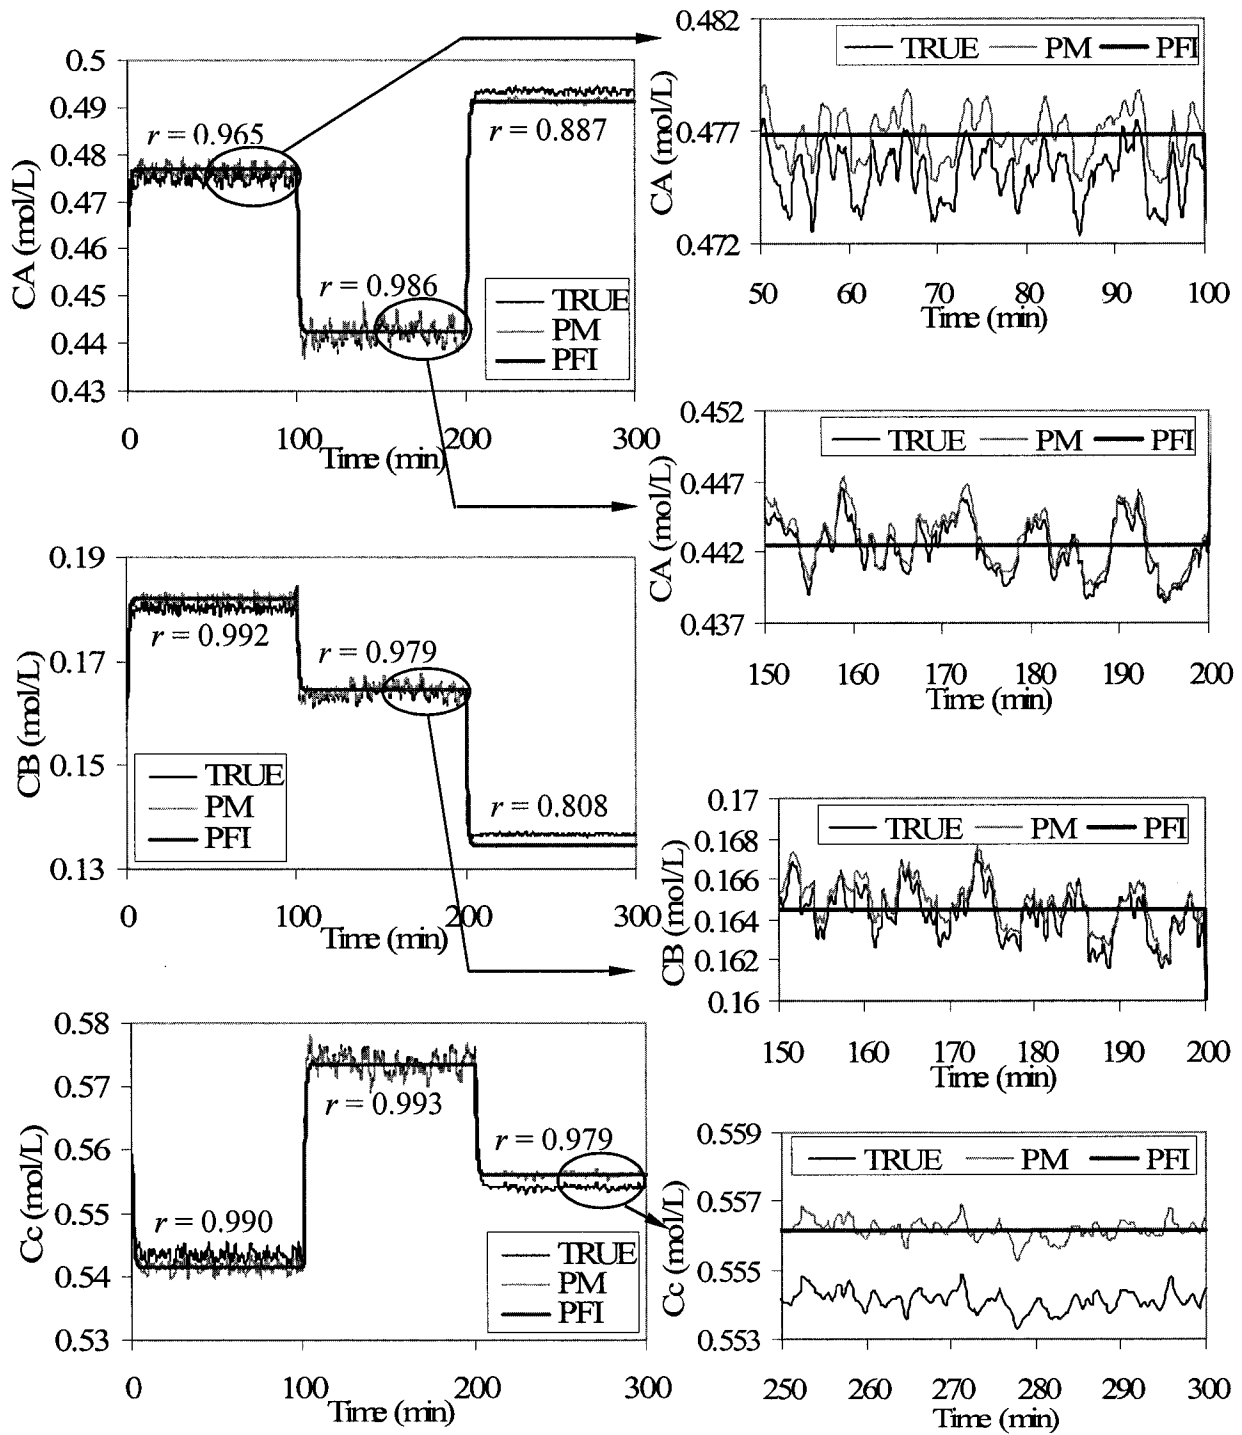 0.5
0.49
0.48
0.47
0.46
0.45
0.44
0.43
CA (mol/L)
r = 0.965
r = 0.986
r = 0.887
TRUE
PM
PFI
0
100
200
300
Time (min)
0.482
0.477
0.472
CA (mol/L)
TRUE PM PFI
50 60 70 80 90 100
Time (min)
0.452
0.447
0.442
0.437
CA (mol/L)
TRUE PM PFI
150 160 170 180 190 200
Time (min)
0.19
0.17
0.15
0.13
CB (mol/L)
r = 0.992
r = 0.979
r = 0.808
TRUE
PM
PFI
0 100 200 300
Time (min)
0.17
0.168
0.166
0.164
0.162
0.16
CB (mol/L)
TRUE PM PFI
150 160 170 180 190 200
Time (min)
0.58
0.57
0.56
0.55
0.54
0.53
Cc (mol/L)
r = 0.990
r = 0.993
r = 0.979
TRUE
PM
PFI
0 100 200 300
Time (min)
0.559
0.557
0.555
0.553
Cc (mol/L)
TRUE PM PFI
250 260 270 280 290 300
Time (min)